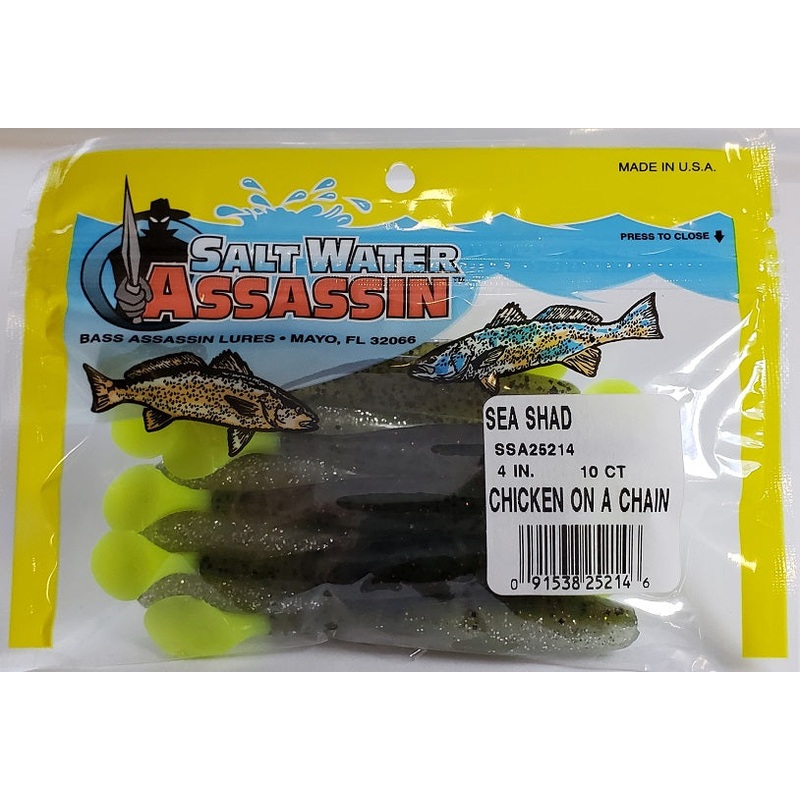 MADE IN U.S.A.
PRESS TO CLOSE
SALT WATER
ASSASSIN
BASS ASSASSIN LURES • MAYO, FL 32066
SEA SHAD
SSA25214
4 IN. 10 CT
CHICKEN ON A CHAIN
0 91538 25214 6